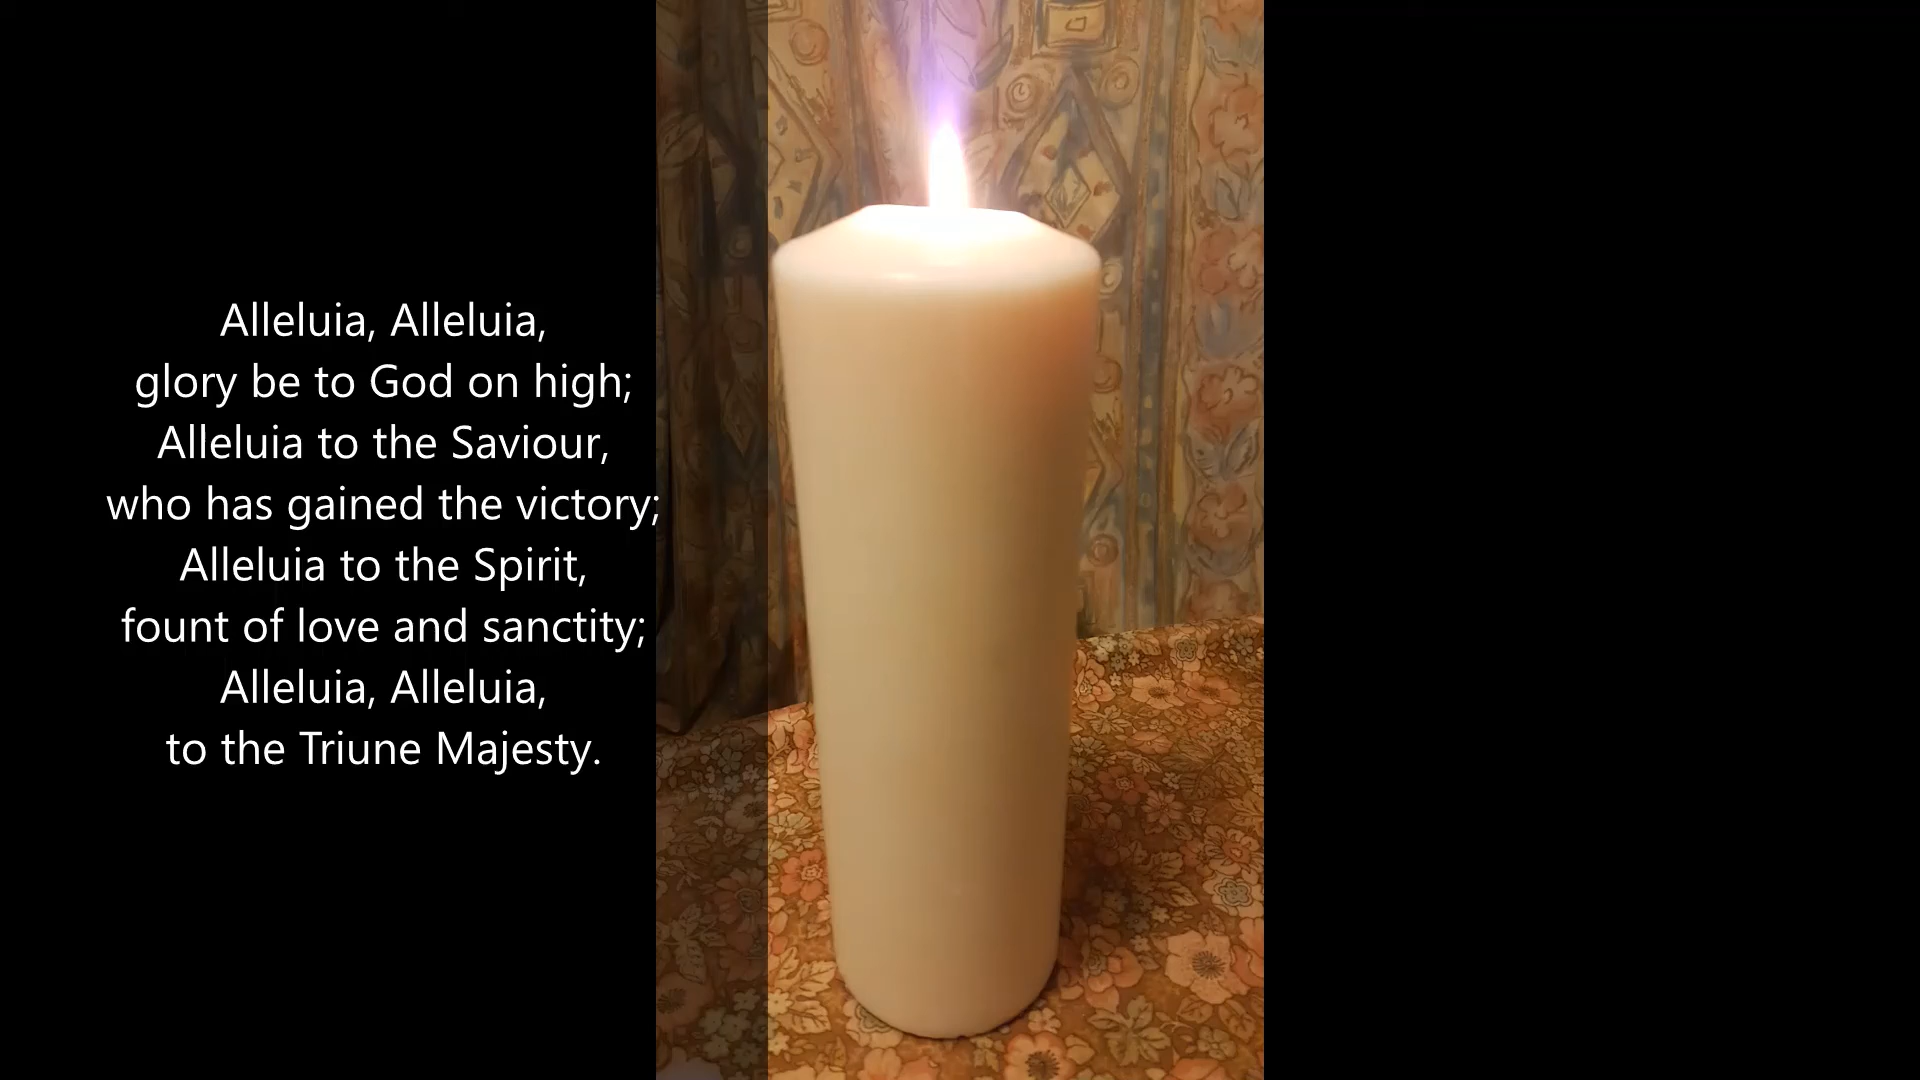 Alleluia, Alleluia,
glory be to God on high;
Alleluia to the Saviour,
who has gained the victory;
Alleluia to the Spirit,
fount of love and sanctity;
Alleluia, Alleluia,
to the Triune Majesty.